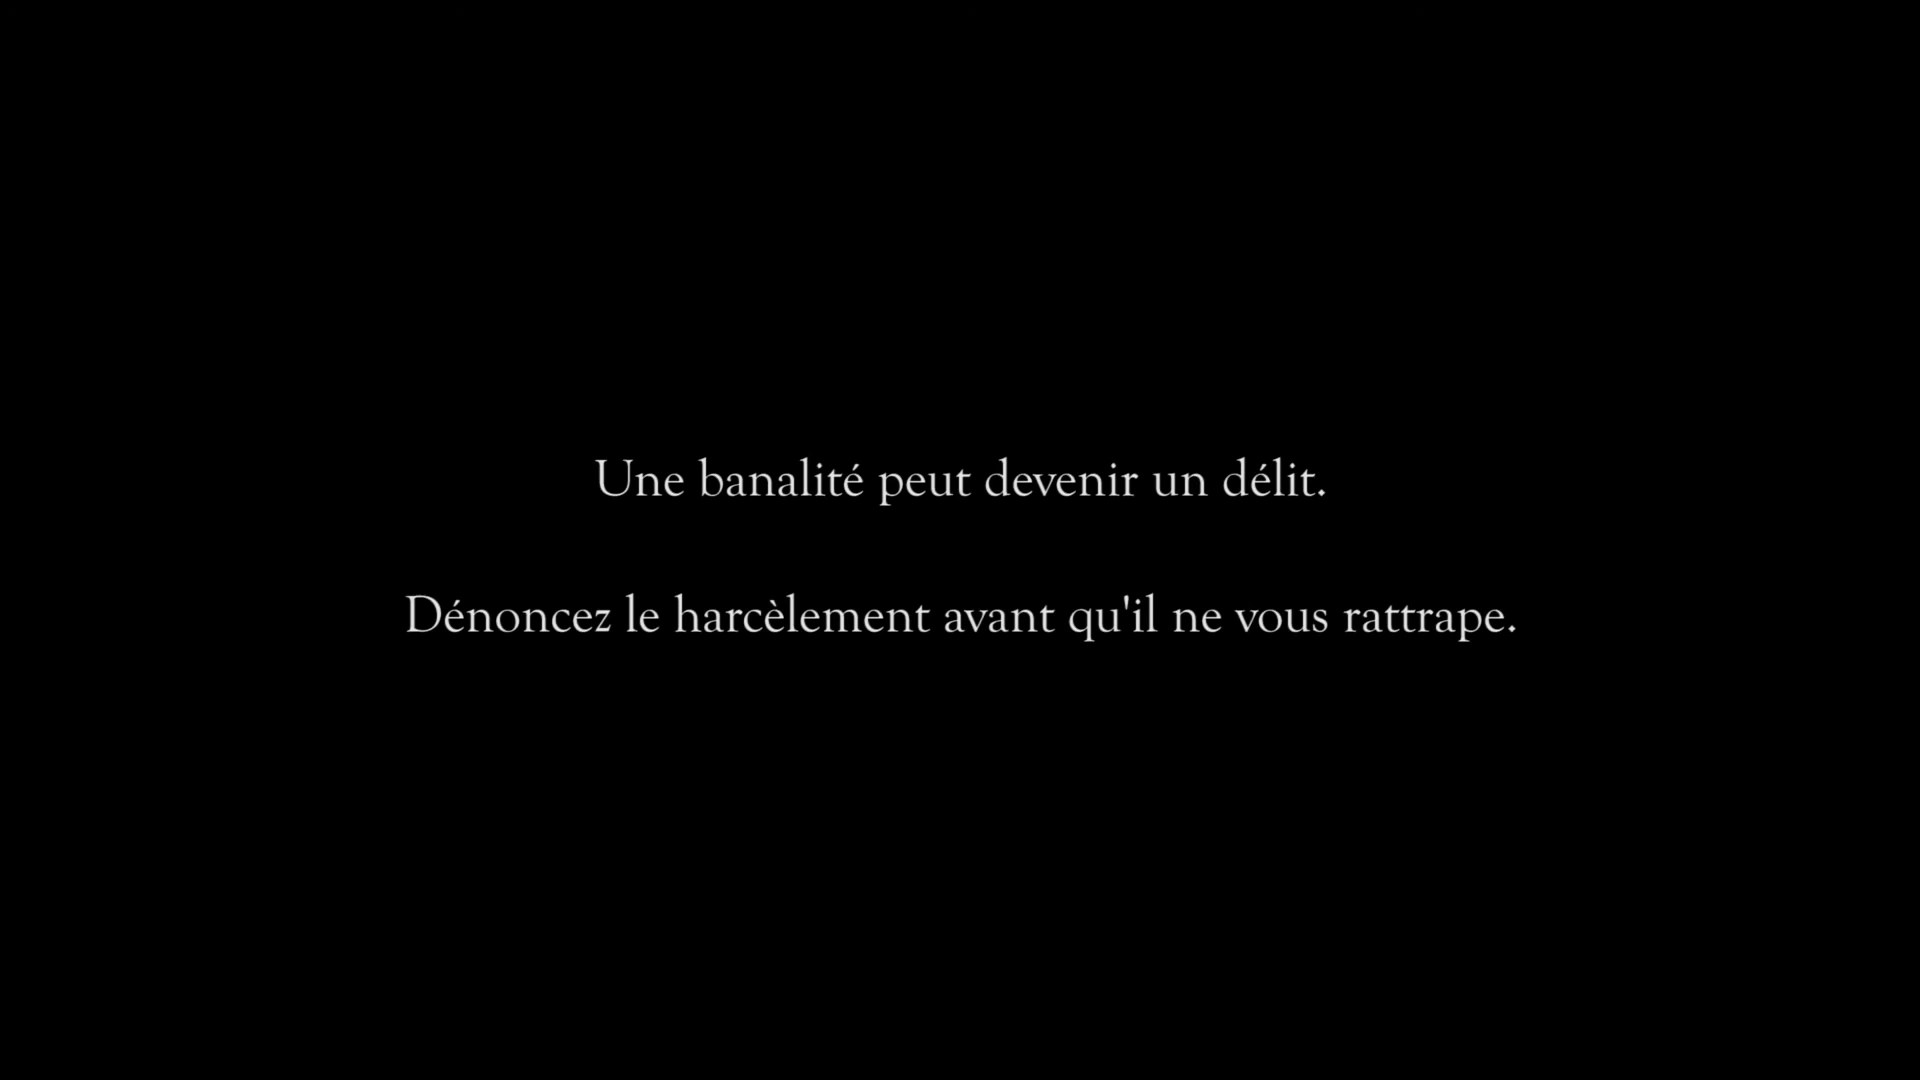 Une banalité peut devenir un délit.
Dénoncez le harcèlement avant qu'il ne vous rattrape.